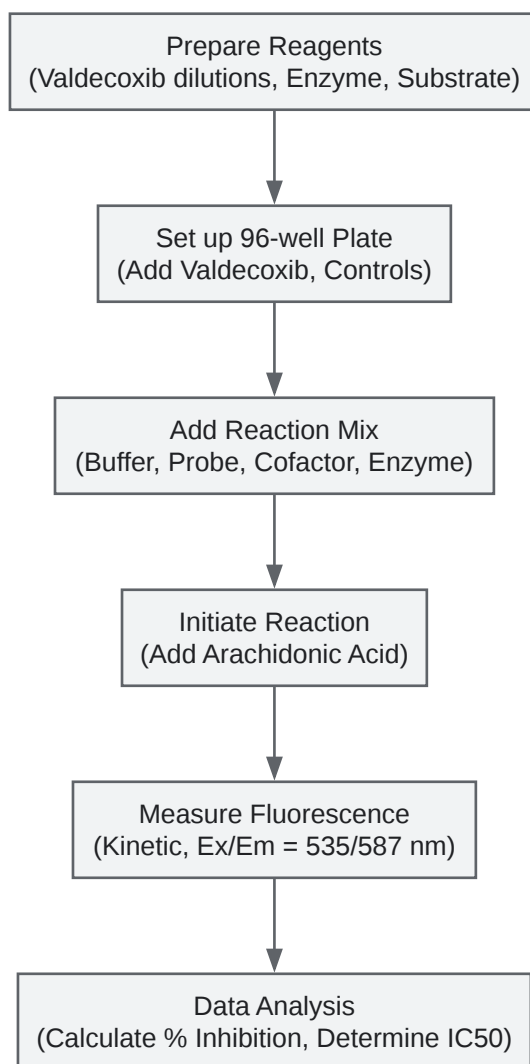 Prepare Reagents
(Valdecoxib dilutions, Enzyme, Substrate)
Set up 96-well Plate
(Add Valdecoxib, Controls)
Add Reaction Mix
(Buffer, Probe, Cofactor, Enzyme)
Initiate Reaction
(Add Arachidonic Acid)
Measure Fluorescence
(Kinetic, Ex/Em = 535/587 nm)
Data Analysis
(Calculate % Inhibition, Determine IC50)